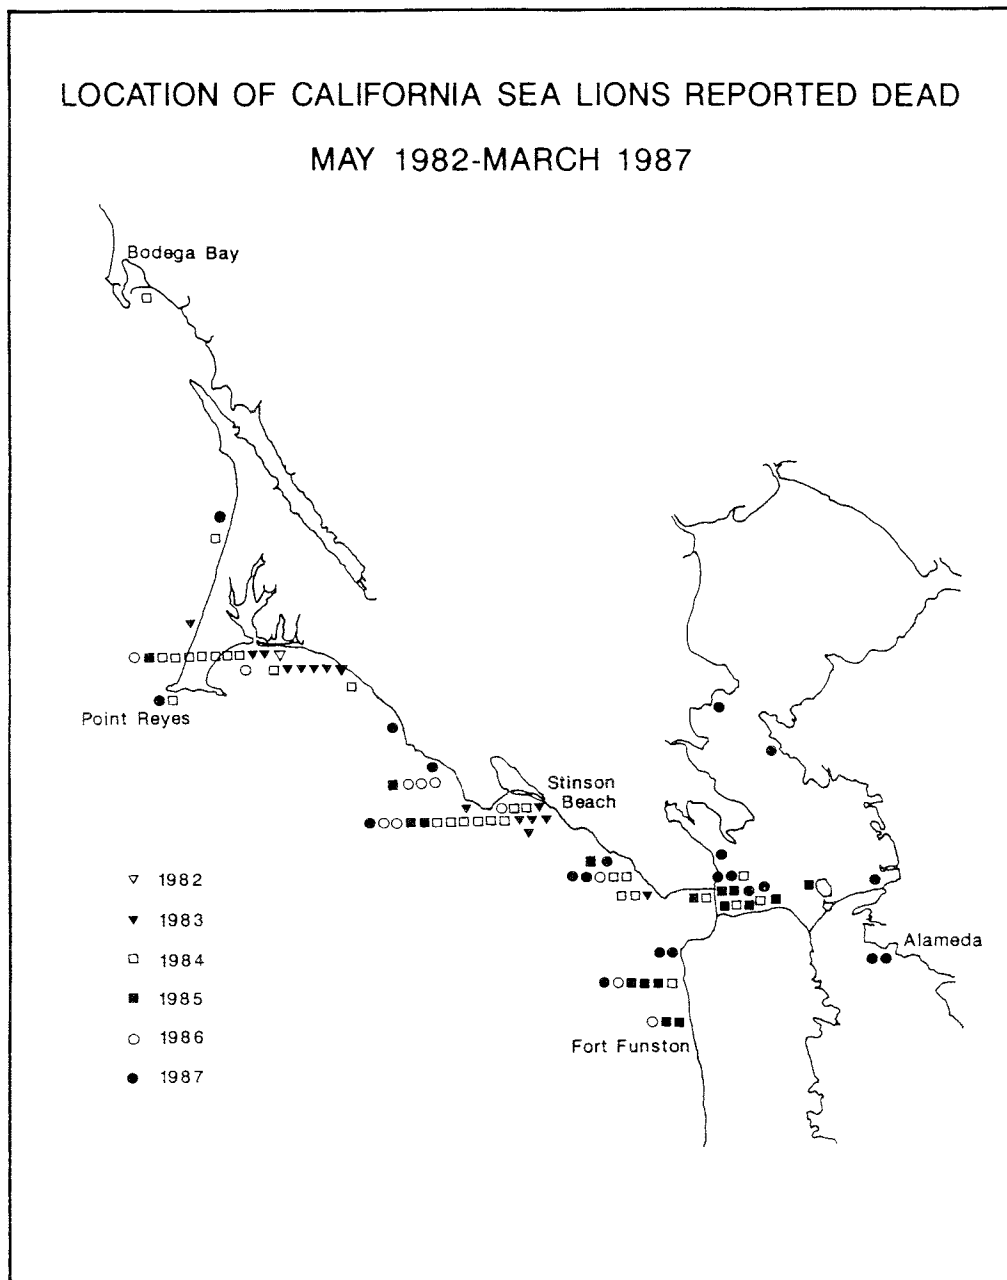 LOCATION OF CALIFORNIA SEA LIONS REPORTED DEAD
MAY 1982-MARCH 1987
Bodega Bay
Point Reyes
Stinson
Beach
1982
1983
1984
1985
1986
1987
Alameda
Fort Funston